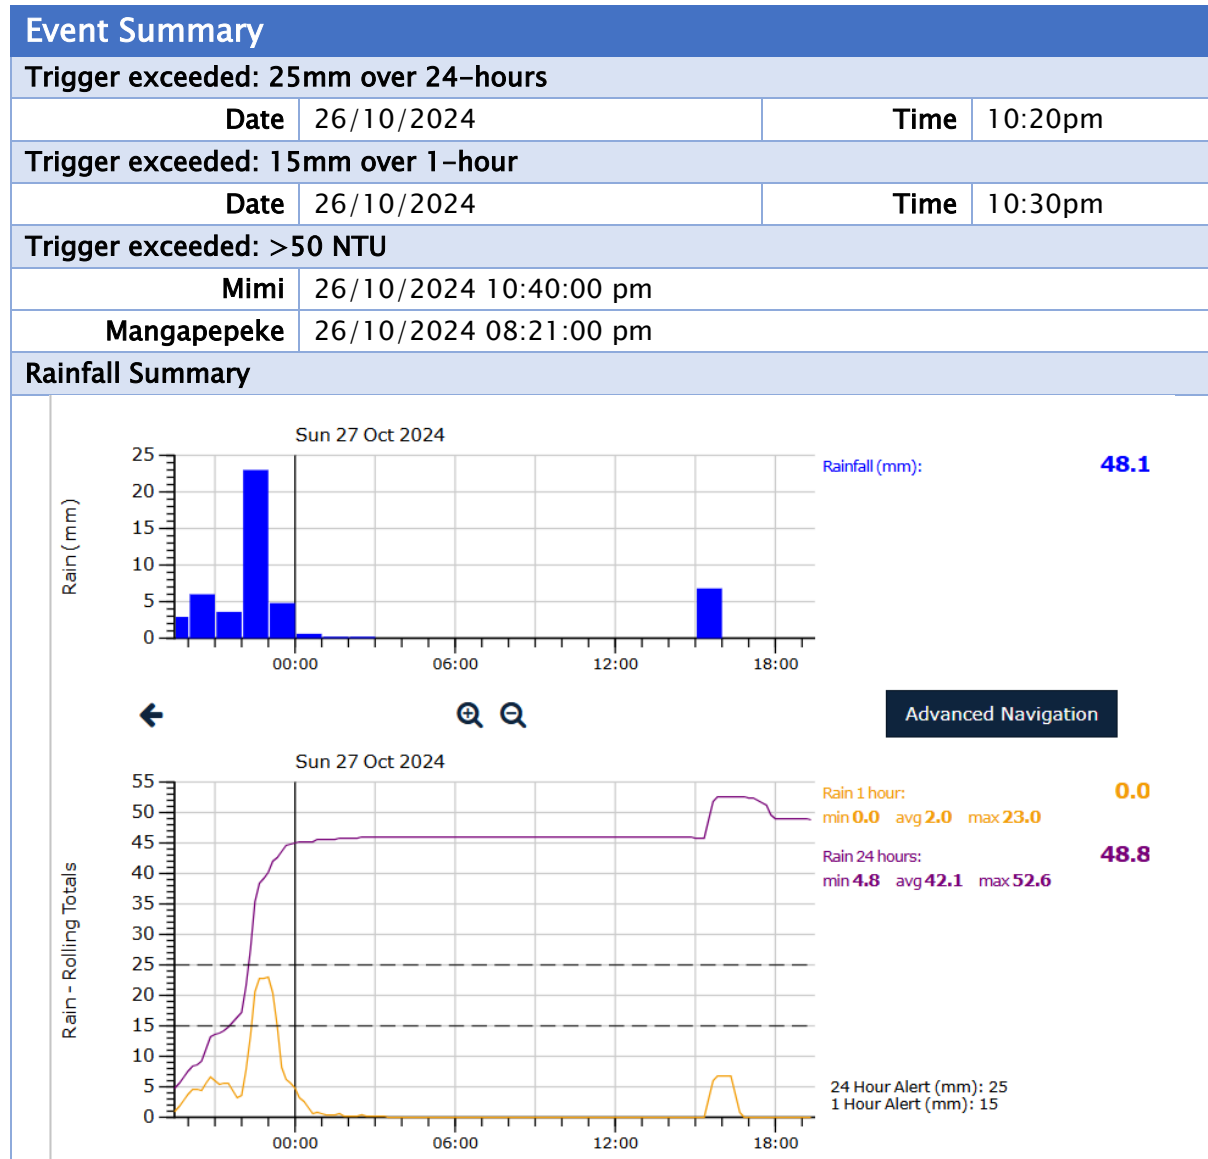 Event Summary
Trigger exceeded: 25mm over 24-hours
Date 26/10/2024 Time 10:20pm
Trigger exceeded: 15mm over 1-hour
Date 26/10/2024 Time 10:30pm
Trigger exceeded: >50 NTU
Mimi 26/10/2024 10:40:00 pm
Mangapepeke 26/10/2024 08:21:00 pm
Rainfall Summary
Sun 27 Oct 2024
Rain (mm)
25
20
15
10
5
0
00:00 06:00 12:00 18:00
Rainfall (mm): 48.1
Advanced Navigation
Sun 27 Oct 2024
Rain - Rolling Totals
55
50
45
40
35
30
25
20
15
10
5
0
00:00 06:00 12:00 18:00
Rain 1 hour: 0.0
min 0.0 avg 2.0 max 23.0
Rain 24 hours: 48.8
min 4.8 avg 42.1 max 52.6
24 Hour Alert (mm): 25
1 Hour Alert (mm): 15